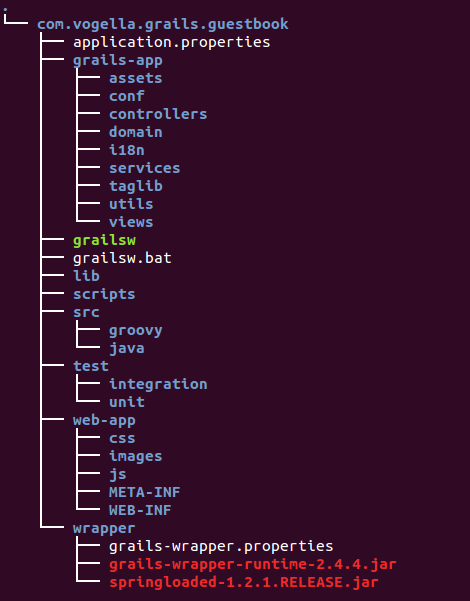 .
└── com.vogella.grails.guestbook
    ├── application.properties
    ├── grails-app
    │   ├── assets
    │   ├── conf
    │   ├── controllers
    │   ├── domain
    │   ├── i18n
    │   ├── services
    │   ├── taglib
    │   ├── utils
    │   └── views
    ├── grailsw
    ├── grailsw.bat
    ├── lib
    ├── scripts
    ├── src
    │   ├── groovy
    │   └── java
    ├── test
    │   ├── integration
    │   └── unit
    ├── web-app
    │   ├── css
    │   ├── images
    │   ├── js
    │   ├── META-INF
    │   └── WEB-INF
    └── wrapper
        ├── grails-wrapper.properties
        ├── grails-wrapper-runtime-2.4.4.jar
        └── springloaded-1.2.1.RELEASE.jar